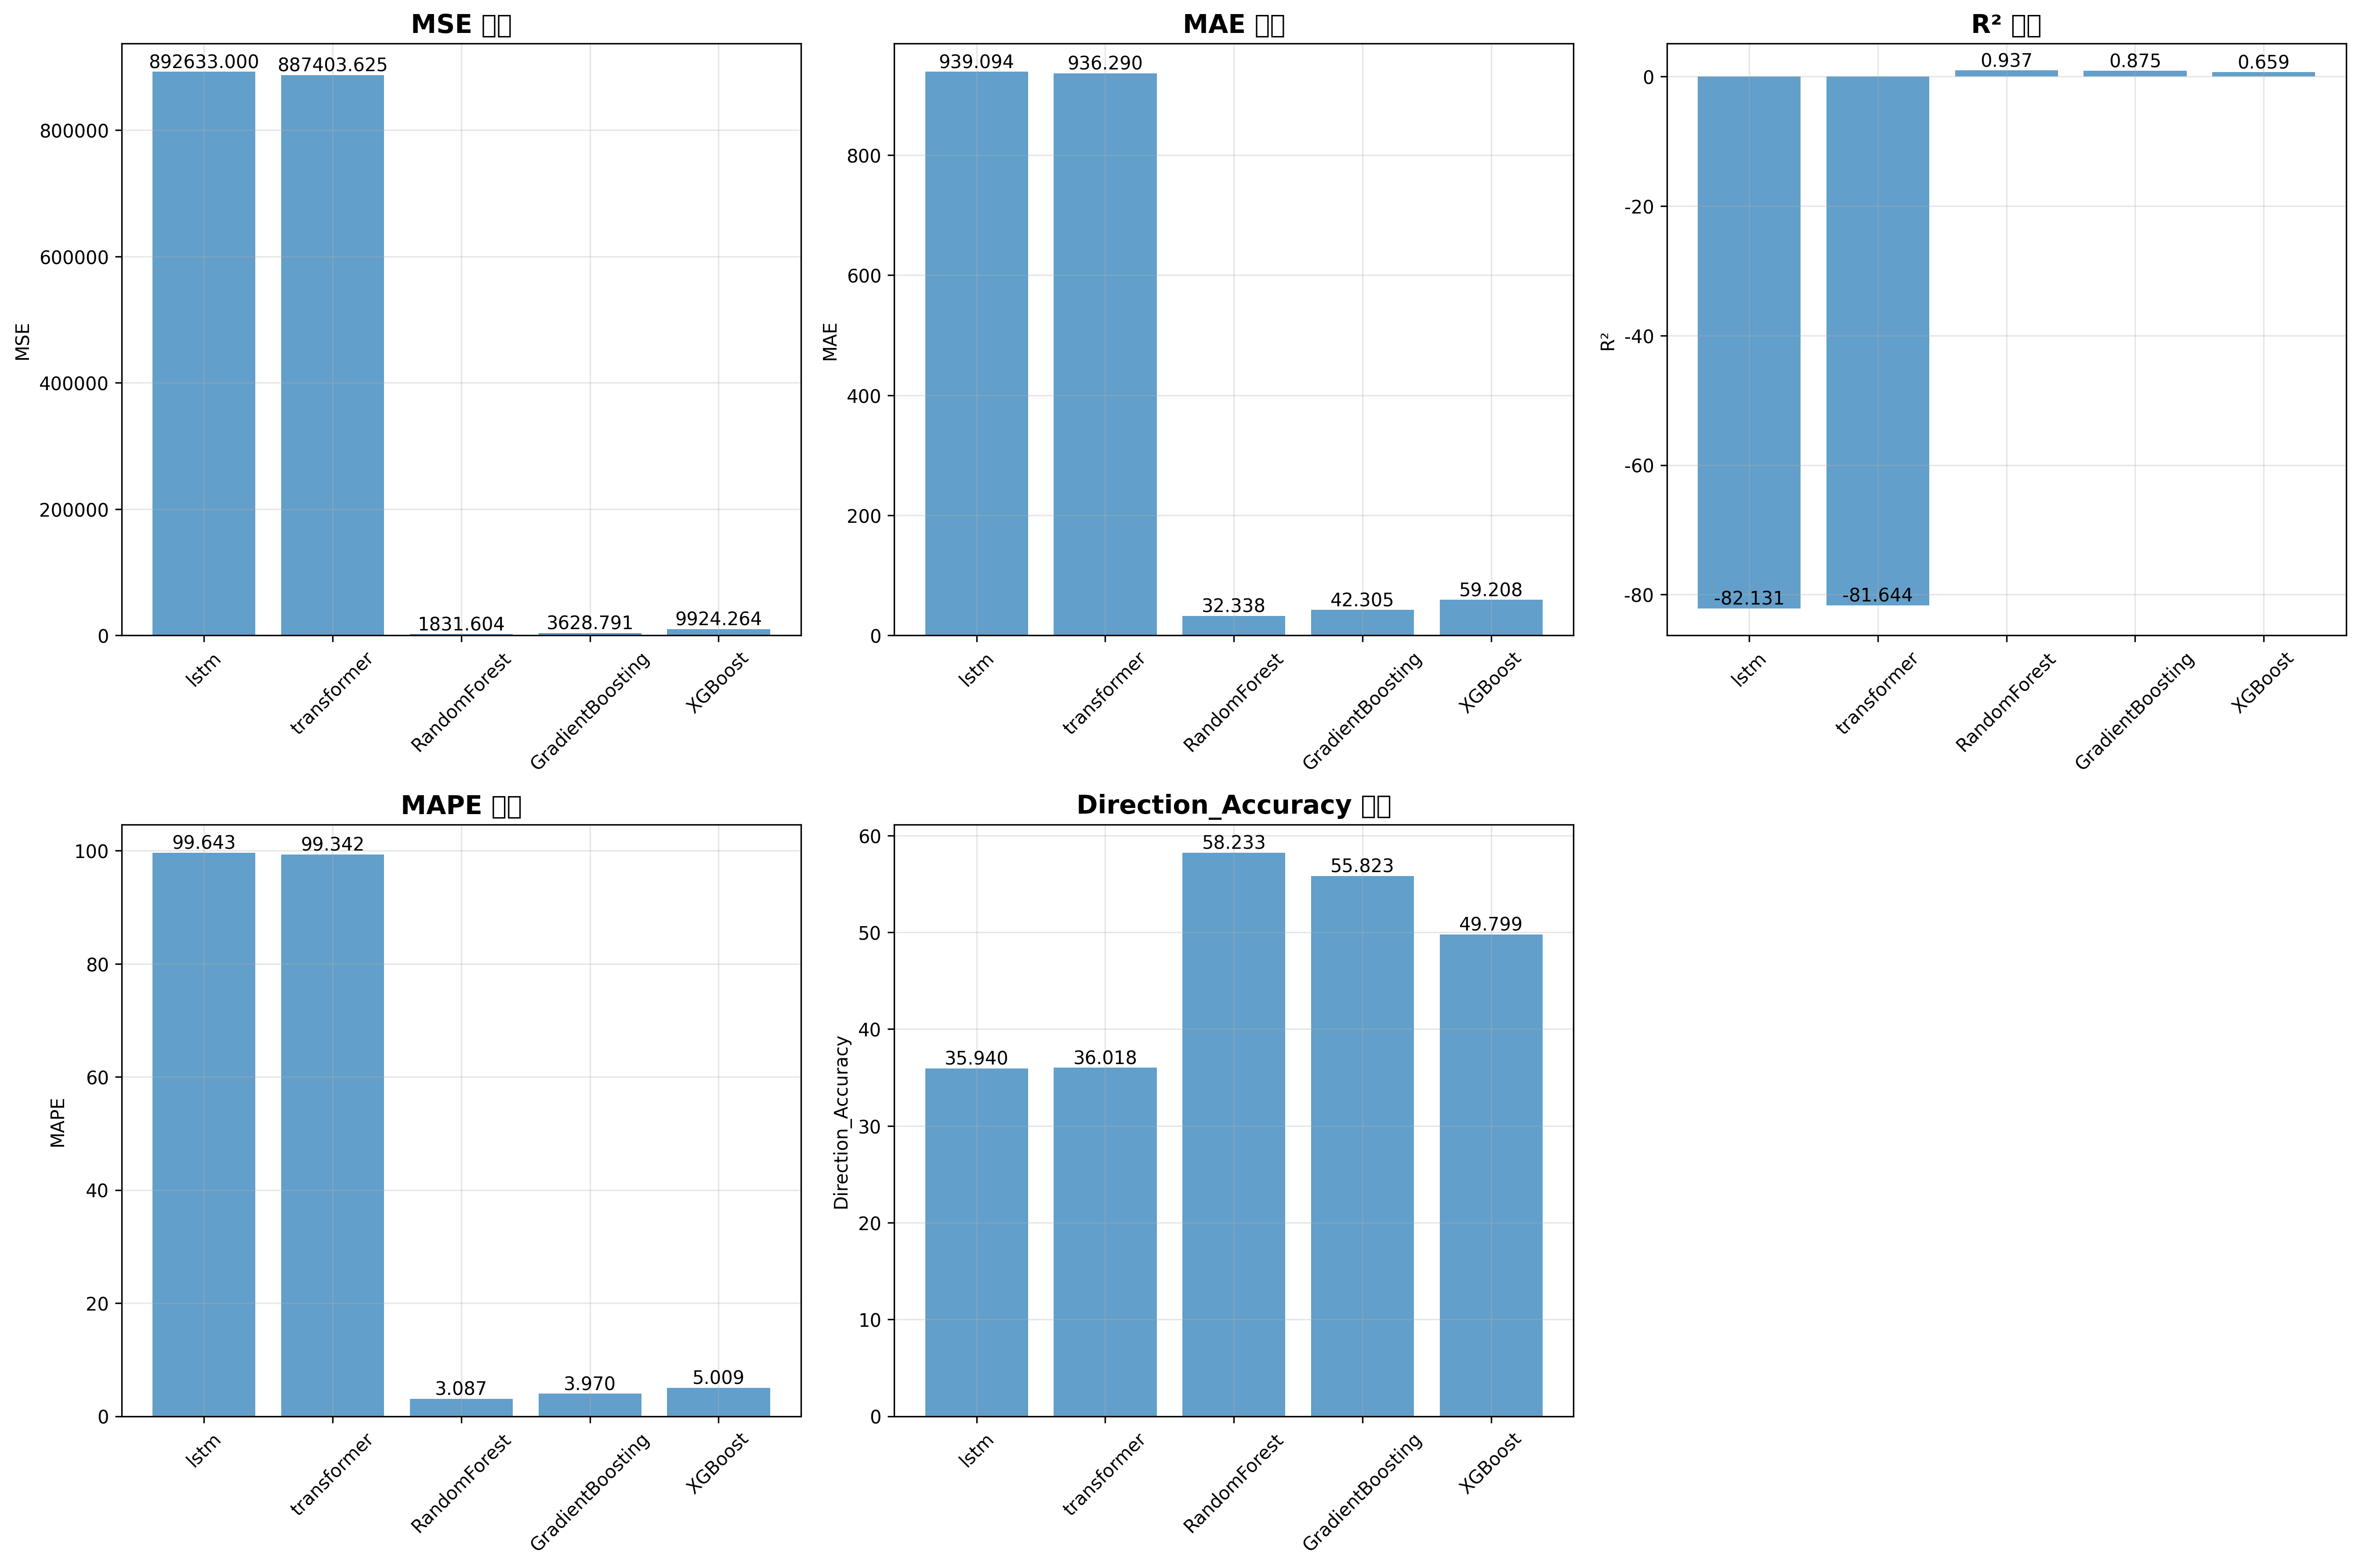 MSE
892633.000
887403.625
1831.604
3628.791
9924.264
800000
600000
400000
200000
0
MSE
lstm
transformer
RandomForest
GradientBoosting
XGBoost
MAE
939.094
936.290
32.338
42.305
59.208
800
600
400
200
0
MAE
lstm
transformer
RandomForest
GradientBoosting
XGBoost
R²
0.937
0.875
0.659
-82.131
-81.644
0
-20
-40
-60
-80
R²
lstm
transformer
RandomForest
GradientBoosting
XGBoost
MAPE
99.643
99.342
3.087
3.970
5.009
100
80
60
40
20
0
MAPE
lstm
transformer
RandomForest
GradientBoosting
XGBoost
Direction_Accuracy
35.940
36.018
58.233
55.823
49.799
60
50
40
30
20
10
0
Direction_Accuracy
lstm
transformer
RandomForest
GradientBoosting
XGBoost